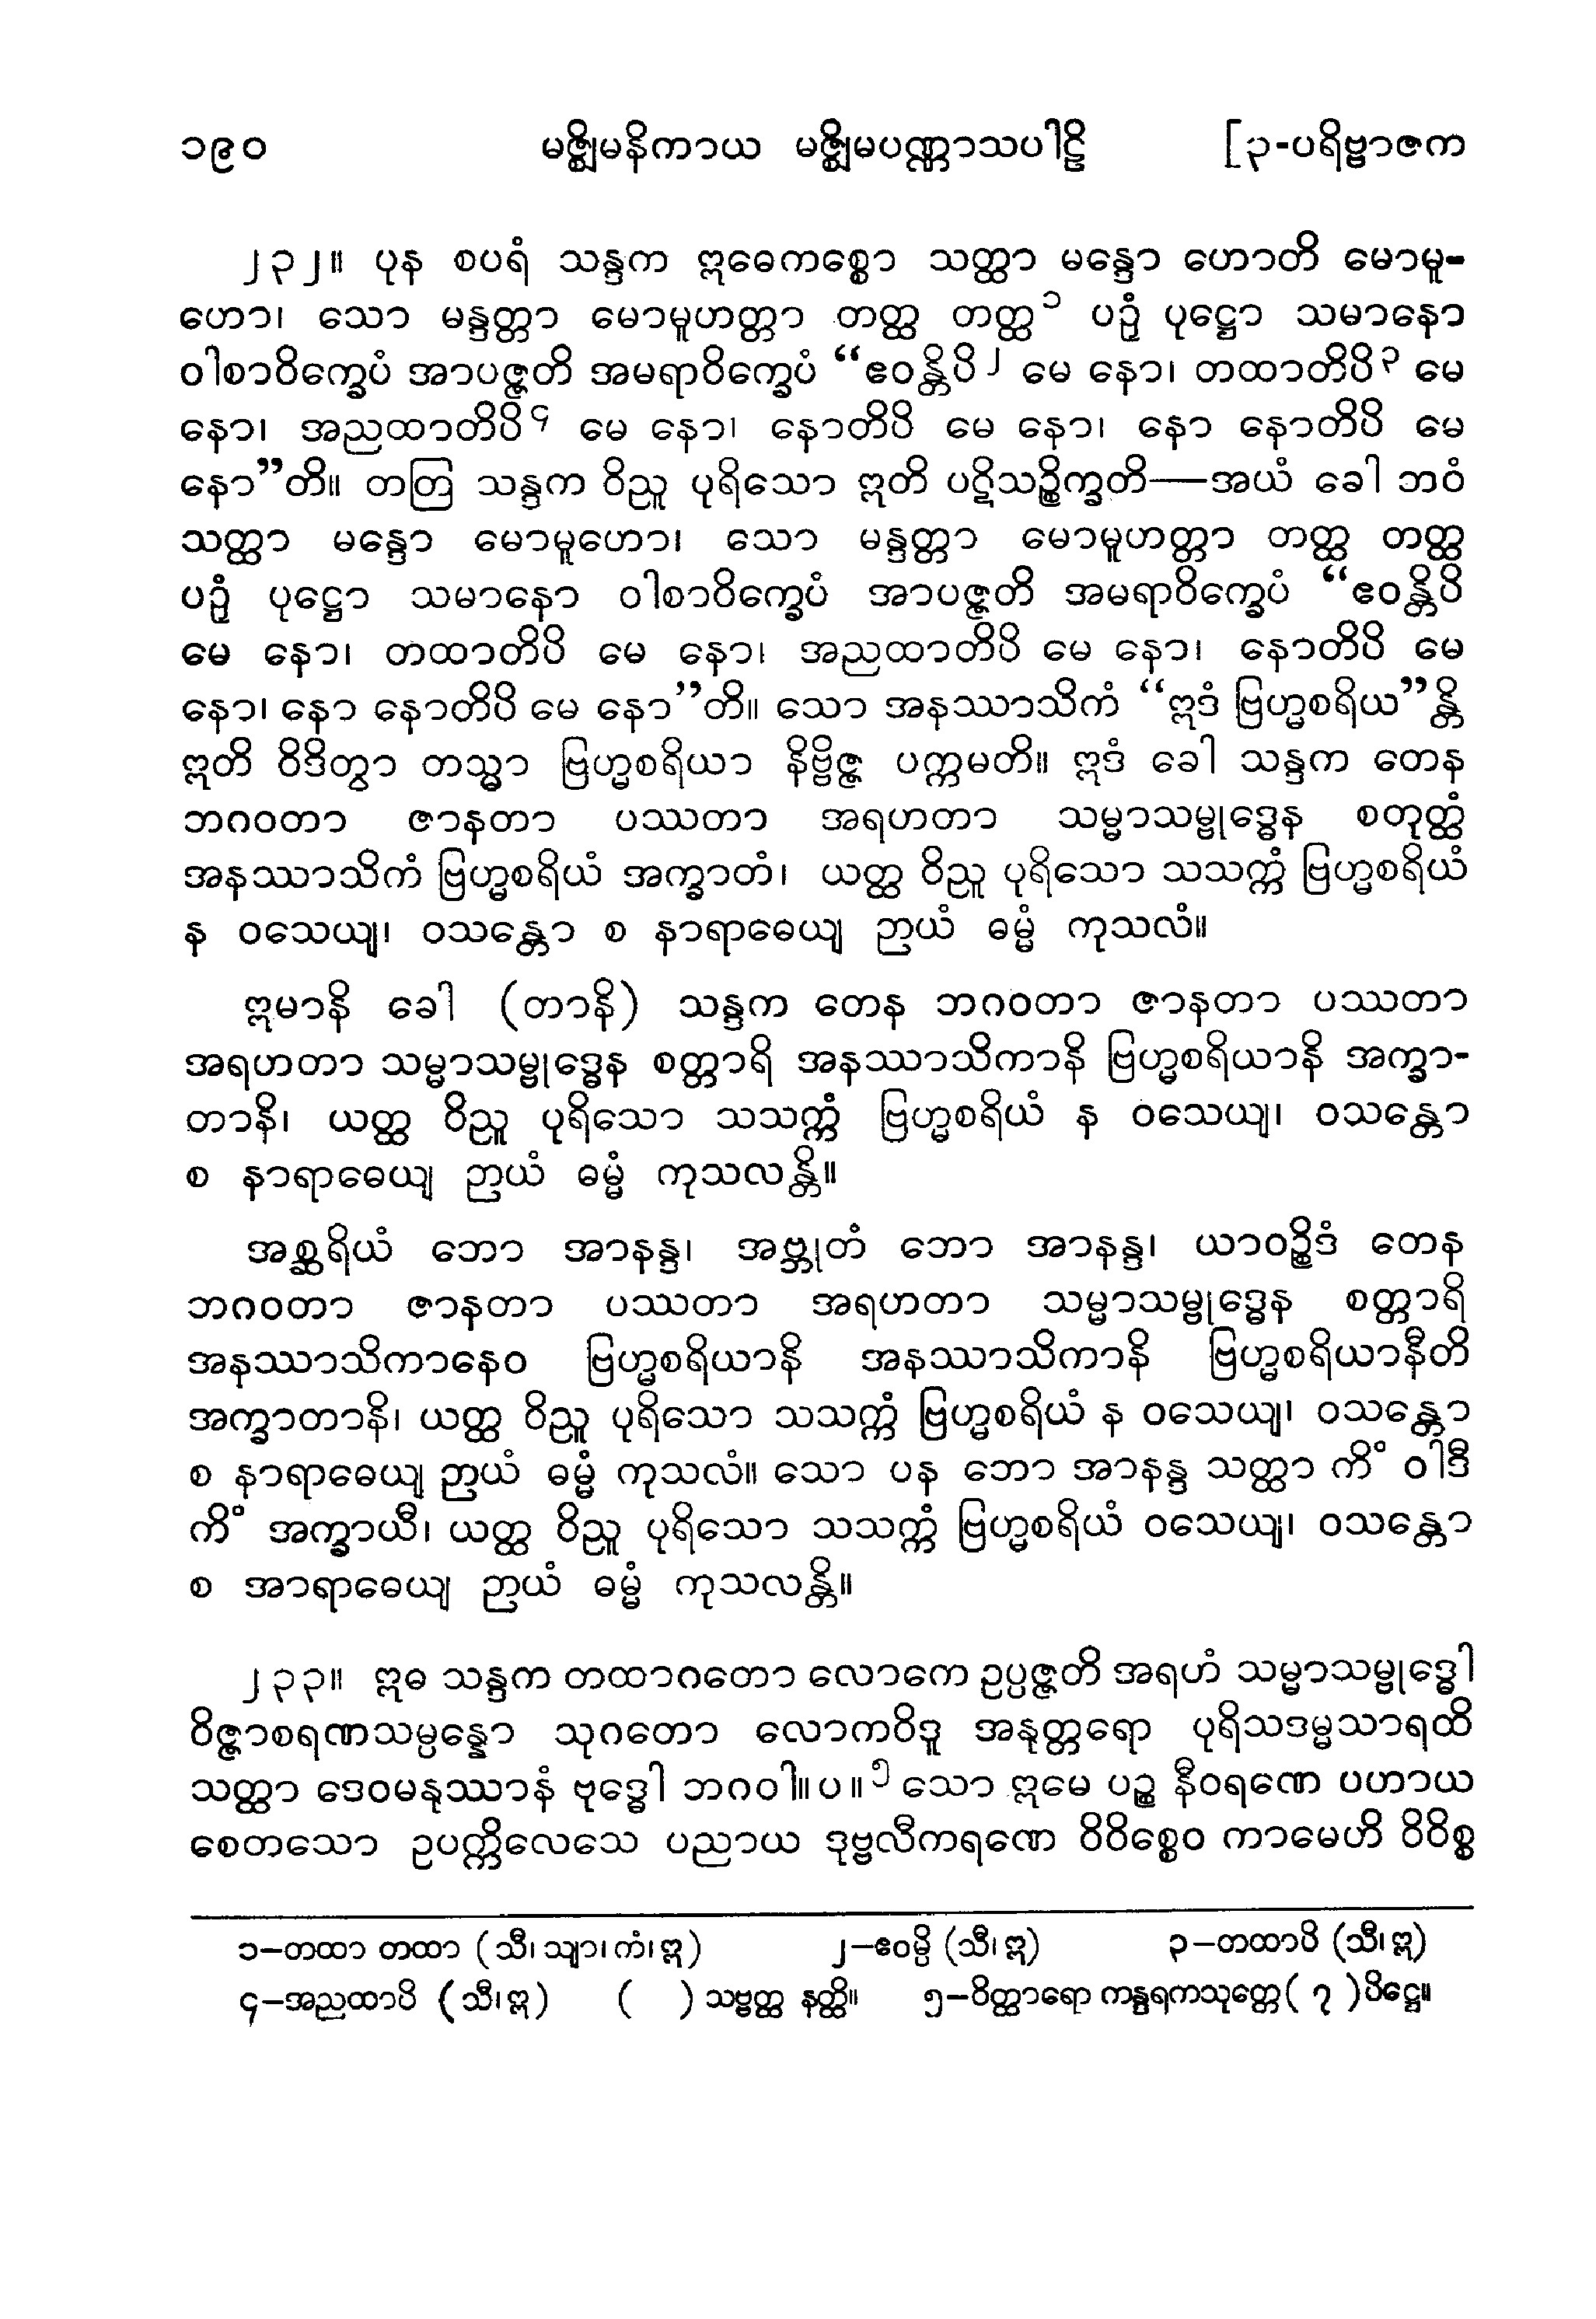 ၁၉၀ မဇ္ဈိမနိကာယ မဇ္ဈိမပဏ္ဏာသပါဠိ [၃-ပရိဗ္ဗာဇက
၂၃၂။ ပုန စပရံ သန္ဒက ဣဓေကစ္စော သတ္ထာ မန္ဒော ဟောတိ မောမူ-
ဟော၊ သော မန္ဒတ္တာ မောမူဟတ္တာ တတ္ထ တတ္ထ၁ ပဉှံ ပုဋ္ဌော သမာနော
ဝါစာဝိက္ခေပံ အာပဇ္ဇတိ အမရာဝိက္ခေပံ “ဧဝန္တိပိ၂ မေ နော၊ တထာတိပိ၃ မေ
နော၊ အညထာတိပိ၄ မေ နော၊ နောတိပိ မေ နော၊ နော နောတိပိ မေ
နော”တိ။ တတြ သန္ဒက ဝိညူ ပုရိသော ဣတိ ပဋိသဉ္စိက္ခတိ—အယံ ခေါ ဘဝံ
သတ္ထာ မန္ဒော မောမူဟော၊ သော မန္ဒတ္တာ မောမူဟတ္တာ တတ္ထ တတ္ထ
ပဉှံ ပုဋ္ဌော သမာနော ဝါစာဝိက္ခေပံ အာပဇ္ဇတိ အမရာဝိက္ခေပံ “ဧဝန္တိပိ
မေ နော၊ တထာတိပိ မေ နော၊ အညထာတိပိ မေ နော၊ နောတိပိ မေ
နော၊ နော နောတိပိ မေ နော”တိ။ သော အနဿာသိကံ “ဣဒံ ဗြဟ္မစရိယ”န္တိ
ဣတိ ဝိဒိတွာ တသ္မာ ဗြဟ္မစရိယာ နိဗ္ဗိဇ္ဇ ပက္ကမတိ။ ဣဒံ ခေါ သန္ဒက တေန
ဘဂဝတာ ဇာနတာ ပဿတာ အရဟတာ သမ္မာသမ္ဗုဒ္ဓေန စတုတ္ထံ
အနဿာသိကံ ဗြဟ္မစရိယံ အက္ခာတံ၊ ယတ္ထ ဝိညူ ပုရိသော သသက္ကံ ဗြဟ္မစရိယံ
န ဝသေယျ၊ ဝသန္တော စ နာရာဓေယျ ဉာယံ ဓမ္မံ ကုသလံ။
ဣမာနိ ခေါ (တာနိ) သန္ဒက တေန ဘဂဝတာ ဇာနတာ ပဿတာ
အရဟတာ သမ္မာသမ္ဗုဒ္ဓေန စတ္တာရိ အနဿာသိကာနိ ဗြဟ္မစရိယာနိ အက္ခာ-
တာနိ၊ ယတ္ထ ဝိညူ ပုရိသော သသက္ကံ ဗြဟ္မစရိယံ န ဝသေယျ၊ ဝသန္တော
စ နာရာဓေယျ ဉာယံ ဓမ္မံ ကုသလန္တိ။
အစ္ဆရိယံ ဘော အာနန္ဒ၊ အဗ္ဘုတံ ဘော အာနန္ဒ၊ ယာဝဉ္စိဒံ တေန
ဘဂဝတာ ဇာနတာ ပဿတာ အရဟတာ သမ္မာသမ္ဗုဒ္ဓေန စတ္တာရိ
အနဿာသိကာနေဝ ဗြဟ္မစရိယာနိ အနဿာသိကာနိ ဗြဟ္မစရိယာနီတိ
အက္ခာတာနိ၊ ယတ္ထ ဝိညူ ပုရိသော သသက္ကံ ဗြဟ္မစရိယံ န ဝသေယျ၊ ဝသန္တော
စ နာရာဓေယျ ဉာယံ ဓမ္မံ ကုသလံ။ သော ပန ဘော အာနန္ဒ သတ္ထာ ကိံ ဝါဒီ
ကိံ အက္ခာယီ၊ ယတ္ထ ဝိညူ ပုရိသော သသက္ကံ ဗြဟ္မစရိယံ ဝသေယျ၊ ဝသန္တော
စ အာရာဓေယျ ဉာယံ ဓမ္မံ ကုသလန္တိ။
၂၃၃။ ဣဓ သန္ဒက တထာဂတော လောကေ ဥပ္ပဇ္ဇတိ အရဟံ သမ္မာသမ္ဗုဒ္ဓေါ
ဝိဇ္ဇာစရဏသမ္ပန္နော သုဂတော လောကဝိဒူ အနုတ္တရော ပုရိသဒမ္မသာရထိ
သတ္ထာ ဒေဝမနုဿာနံ ဗုဒ္ဓေါ ဘဂဝါ။ ပ ။၅ သော ဣမေ ပဉ္စ နီဝရဏေ ပဟာယ
စေတသော ဥပက္ကိလေသေ ပညာယ ဒုဗ္ဗလီကရဏေ ဝိဝိစ္စေဝ ကာမေဟိ ဝိဝိစ္စ
၁–တထာ တထာ (သီ၊ သျာ၊ ကံ၊ ဣ) ၂–ဧဝမ္ပိ (သီ၊ ဣ) ၃–တထာပိ (သီ၊ ဣ)
၄–အညထာပိ (သီ၊ ဣ) ( ) သဗ္ဗတ္ထ နတ္ထိ။ ၅–ဝိတ္ထာရော ကန္ဒရကသုတ္တေ ( ၇ ) ပိဋ္ဌေ။